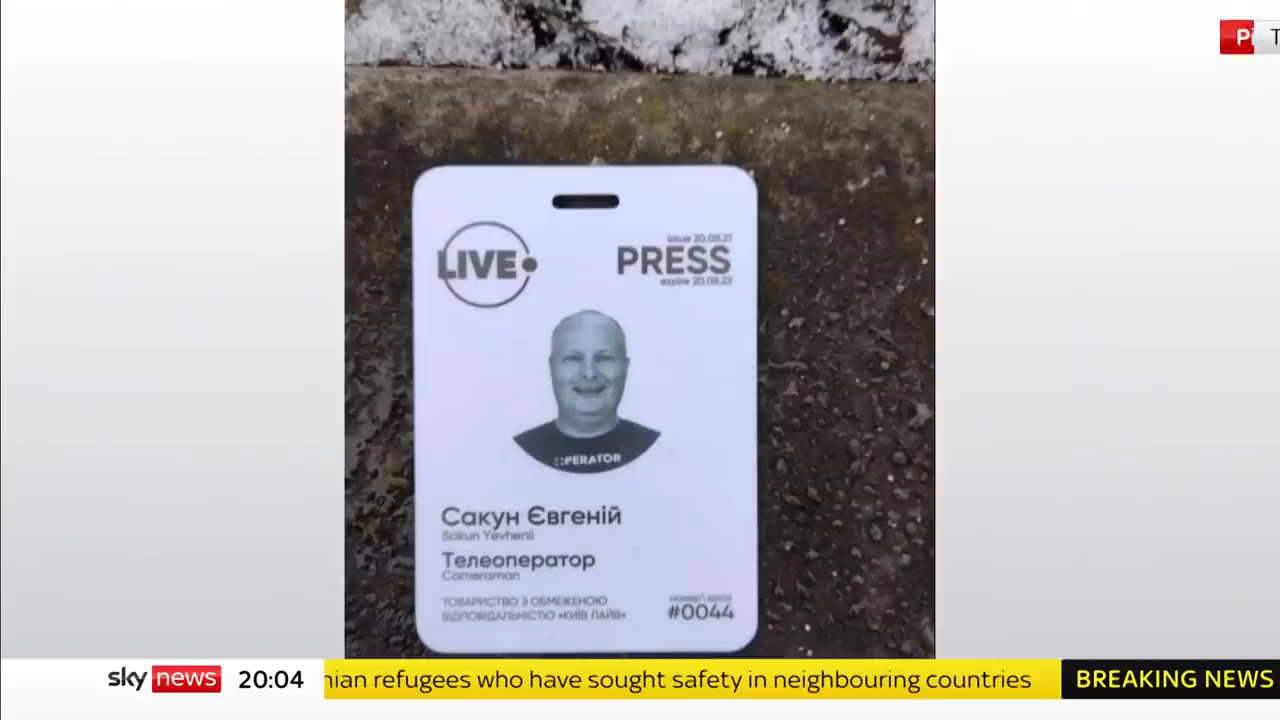 LIVE
issue 20.08.21
PRESS
expire 20.08.22
OPERATOR
Сакун Євгеній
Sakun Yevhenii
Телеоператор
Cameraman
ТОВАРИСТВО З ОБМЕЖЕНОЮ
ВІДПОВІДАЛЬНІСТЮ «КИЇВ ЛАЙВ»
номер\serial
#0044
sky news 20:04 nian refugees who have sought safety in neighbouring countries BREAKING NEWS